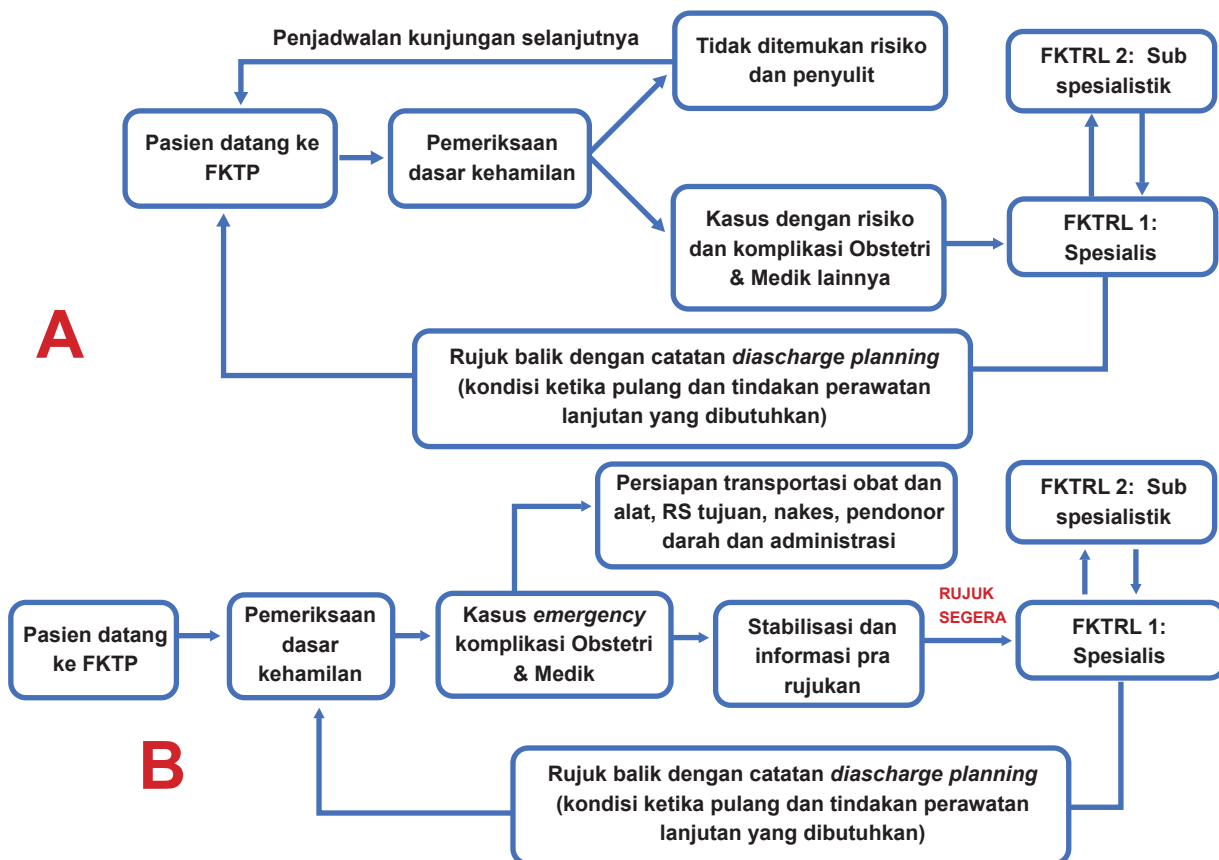 Penjadwalan kunjungan selanjutnya
Tidak ditemukan risiko
dan penyulit
FKTRL 2:  Sub
spesialistik
Pasien datang ke
FKTP
Pemeriksaan
dasar kehamilan
Kasus dengan risiko
dan komplikasi Obstetri
& Medik lainnya
FKTRL 1:
Spesialis
A
Rujuk balik dengan catatan diascharge planning
(kondisi ketika pulang dan tindakan perawatan
lanjutan yang dibutuhkan)
Persiapan transportasi obat dan
alat, RS tujuan, nakes, pendonor
darah dan administrasi
FKTRL 2:  Sub
spesialistik
Pasien datang
ke FKTP
Pemeriksaan
dasar
kehamilan
Kasus emergency
komplikasi Obstetri
& Medik
Stabilisasi dan
informasi pra
rujukan
RUJUK
SEGERA
FKTRL 1:
Spesialis
B
Rujuk balik dengan catatan diascharge planning
(kondisi ketika pulang dan tindakan perawatan
lanjutan yang dibutuhkan)